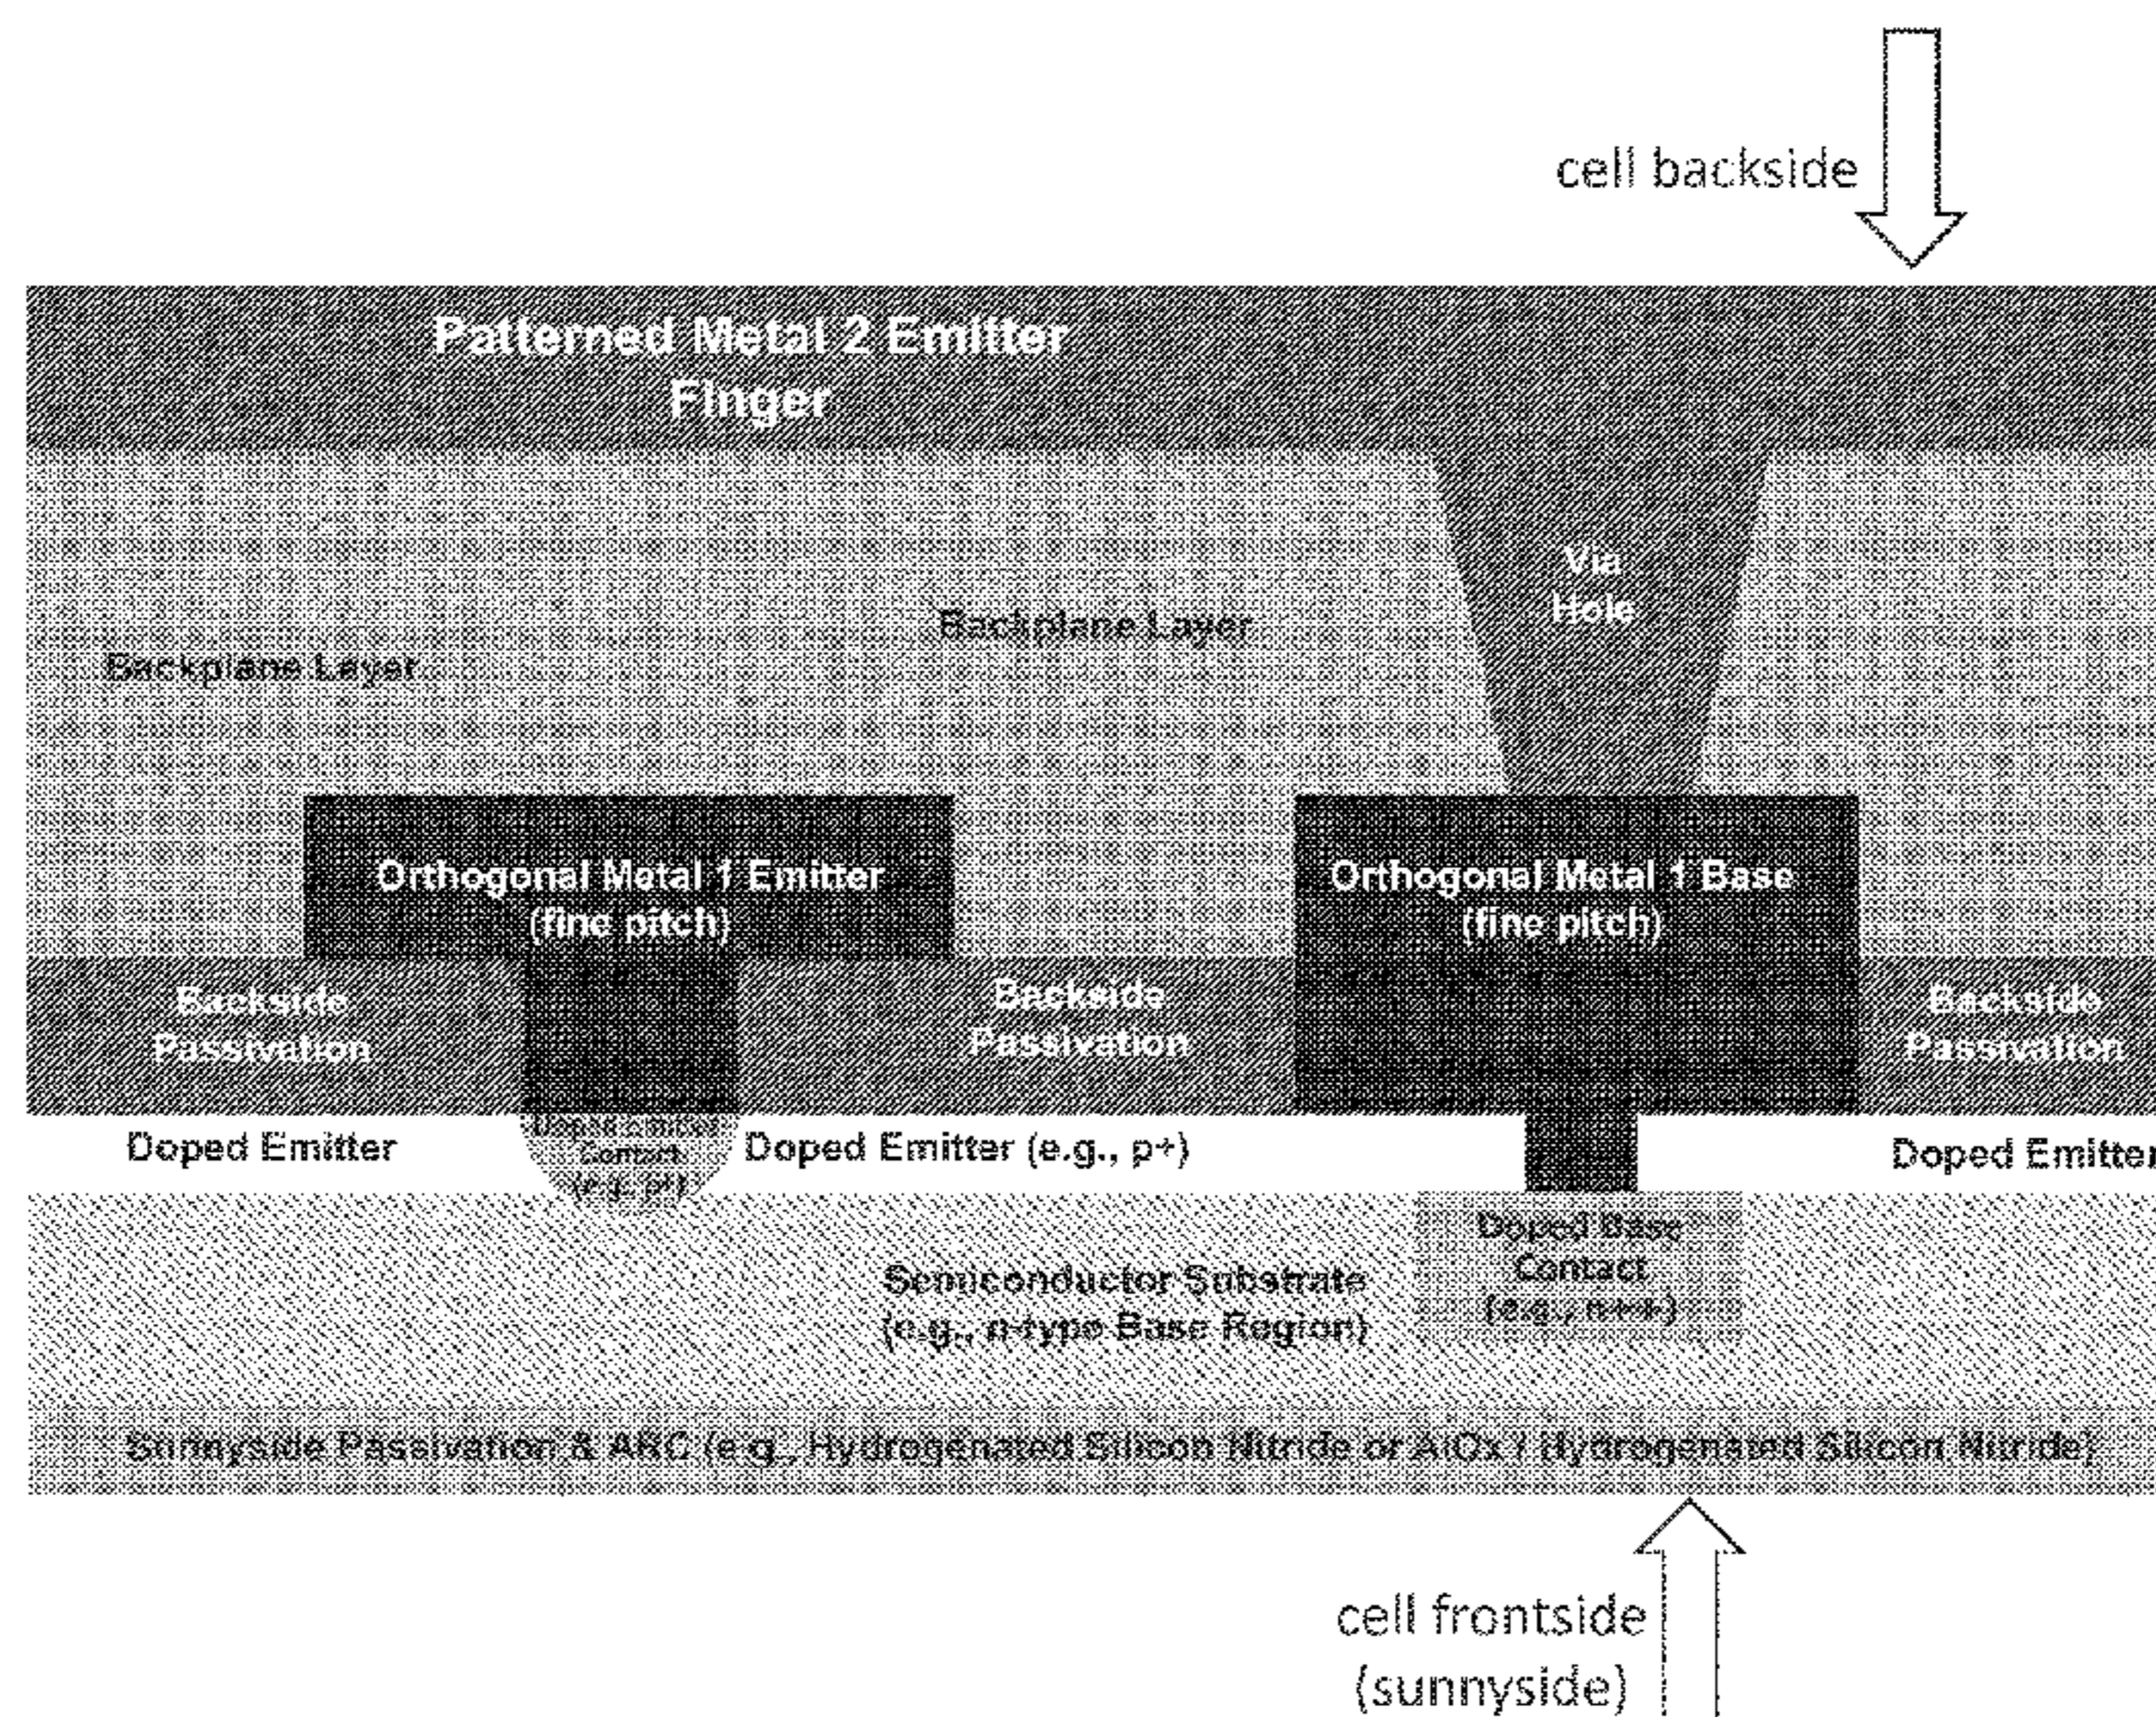 cell backside
Patterned Metal 2 Emitter
Finger
Via
Hole
Backplane Layer
Backplane Layer
Orthogonal Metal 1 Emitter
(fine pitch)
Orthogonal Metal 1 Base
(fine pitch)
Backside
Passivation
Backside
Passivation
Backside
Passivation
Doped Emitter
Doped Emitter
Contact
Doped Emitter (e.g., p+)
Doped Emitter
Doped Base
Contact
(e.g., n++)
Semiconductor Substrate
(e.g., n-type Base Region)
Sunnyside Passivation & ARC (e.g., Hydrogenated Silicon Nitride or AlOx / Hydrogenated Silicon Nitride)
cell frontside
(sunnyside)